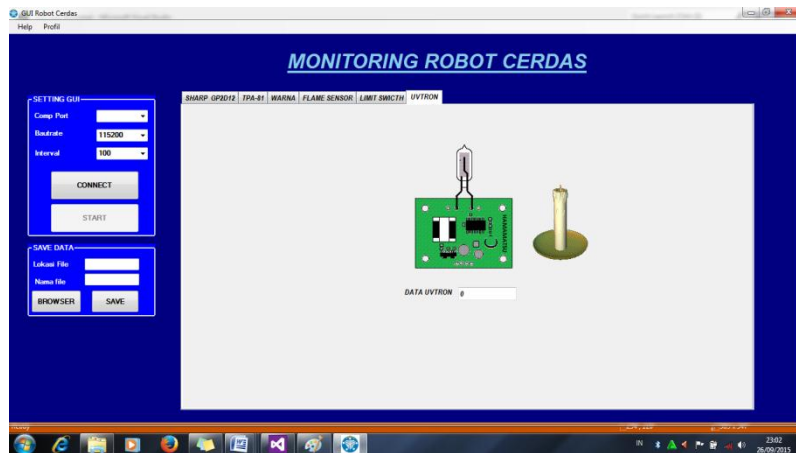 GUI Robot Cerdas
Help Profil
MONITORING ROBOT CERDAS
SETTING GUI
Comp Port
Bautrate 115200
Interval 100
CONNECT
START
SAVE DATA
Lokasi File
Nama file
BROWSER SAVE
SHARP GP2D12 TPA-81 WARNA FLAME SENSOR LIMIT SWICTH UVTRON
HAMAMATSU
DATA UVTRON 0
Ready
IN
23:02
26/09/2015